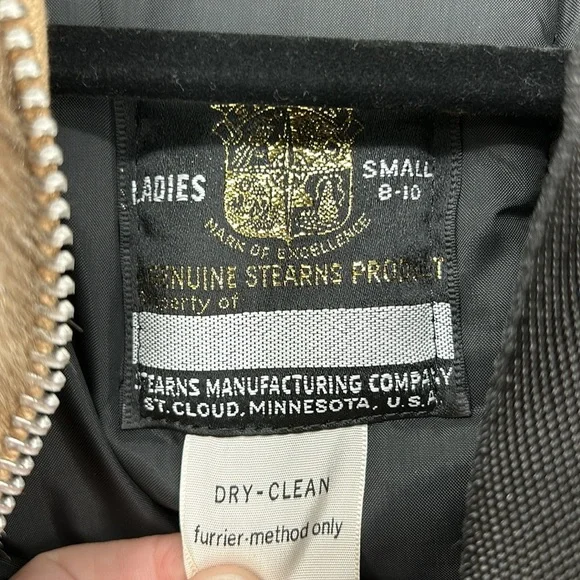 LADIES
SMALL
8-10
MARK OF EXCELLENCE
GENUINE STEARNS PRODUCT
Property of
STEARNS MANUFACTURING COMPANY
ST. CLOUD, MINNESOTA, U.S.A.
DRY-CLEAN
furrier-method only